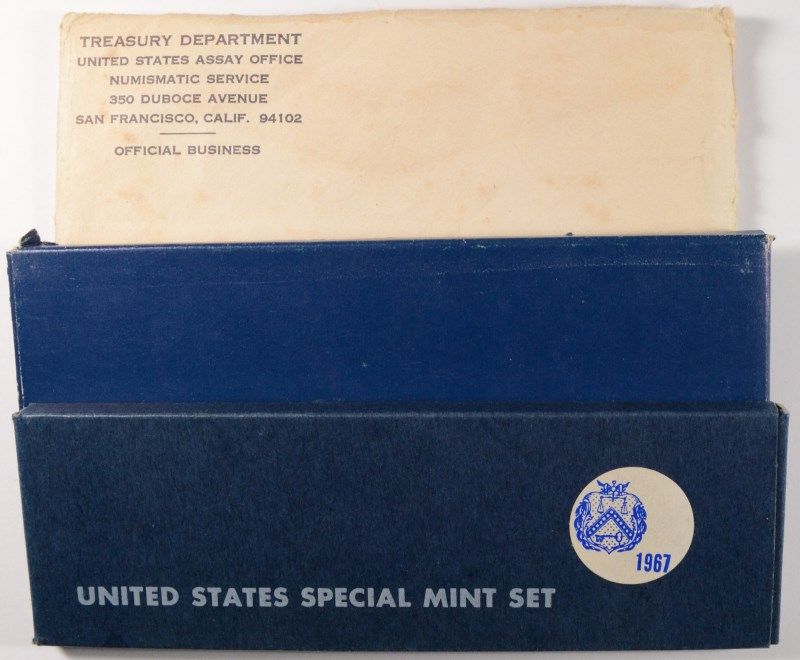 TREASURY DEPARTMENT
UNITED STATES ASSAY OFFICE
NUMISMATIC SERVICE
350 DUBOCE AVENUE
SAN FRANCISCO, CALIF. 94102
OFFICIAL BUSINESS
1967
UNITED STATES SPECIAL MINT SET